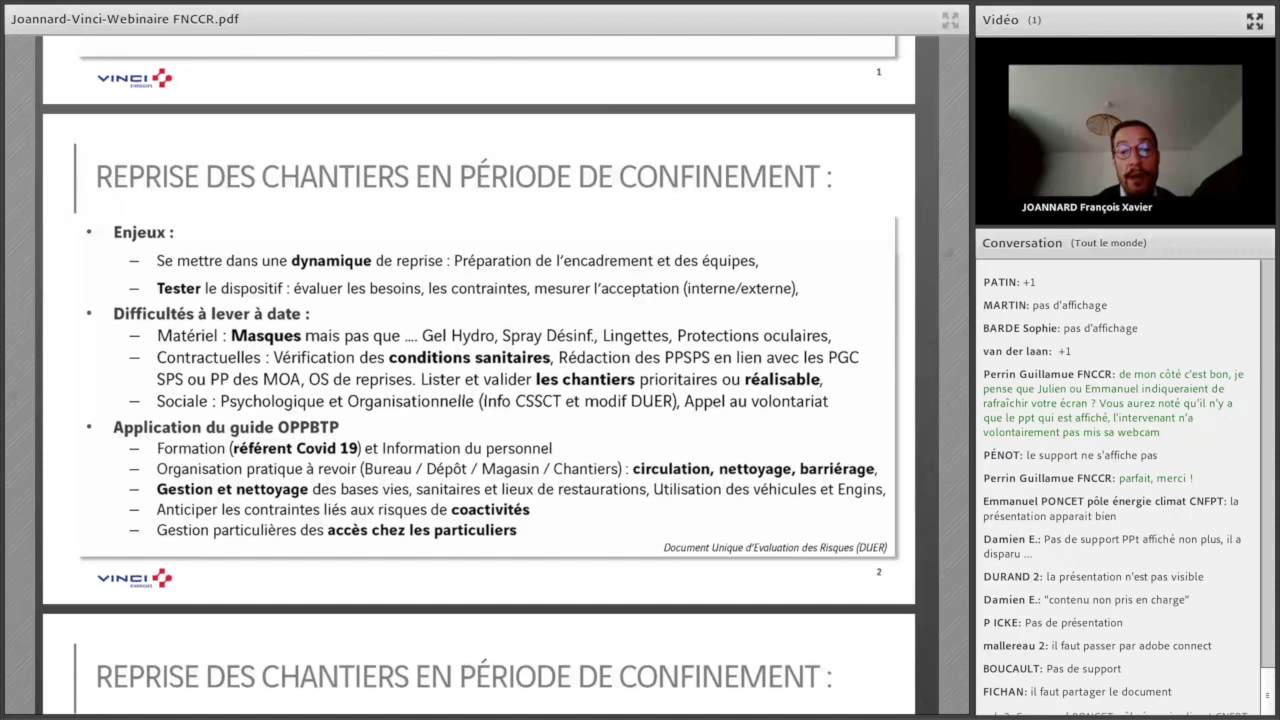 Joannard-Vinci-Webinaire FNCCR.pdf
VINCI
ENERGIES
1
REPRISE DES CHANTIERS EN PÉRIODE DE CONFINEMENT :
• Enjeux :
– Se mettre dans une dynamique de reprise : Préparation de l'encadrement et des équipes,
– Tester le dispositif : évaluer les besoins, les contraintes, mesurer l'acceptation (interne/externe),
• Difficultés à lever à date :
– Matériel : Masques mais pas que .... Gel Hydro, Spray Désinf., Lingettes, Protections oculaires,
– Contractuelles : Vérification des conditions sanitaires, Rédaction des PPSPS en lien avec les PGC
SPS ou PP des MOA, OS de reprises. Lister et valider les chantiers prioritaires ou réalisable,
– Sociale : Psychologique et Organisationnelle (Info CSSCT et modif DUER), Appel au volontariat
• Application du guide OPPBTP
– Formation (référent Covid 19) et Information du personnel
– Organisation pratique à revoir (Bureau / Dépôt / Magasin / Chantiers) : circulation, nettoyage, barriérage,
– Gestion et nettoyage des bases vies, sanitaires et lieux de restaurations, Utilisation des véhicules et Engins,
– Anticiper les contraintes liés aux risques de coactivités
– Gestion particulières des accès chez les particuliers
Document Unique d'Evaluation des Risques (DUER)
VINCI
ENERGIES
2
REPRISE DES CHANTIERS EN PÉRIODE DE CONFINEMENT :
Vidéo (1)
JOANNARD François Xavier
Conversation (Tout le monde)
PATIN: +1
MARTIN: pas d'affichage
BARDE Sophie: pas d'affichage
van der laan: +1
Perrin Guillamue FNCCR: de mon côté c'est bon, je
pense que Julien ou Emmanuel indiqueraient de
rafraîchir votre écran ? Vous aurez noté qu'il n'y a
que le ppt qui est affiché, l'intervenant n'a
volontairement pas mis sa webcam
PÉNOT: le support ne s'affiche pas
Perrin Guillamue FNCCR: parfait, merci !
Emmanuel PONCET pôle énergie climat CNFPT: la
présentation apparait bien
Damien E.: Pas de support PPt affiché non plus, il a
disparu ...
DURAND 2: la présentation n'est pas visible
Damien E.: "contenu non pris en charge"
P ICKE: Pas de présentation
mallereau 2: il faut passer par adobe connect
BOUCAULT: Pas de support
FICHAN: il faut partager le document